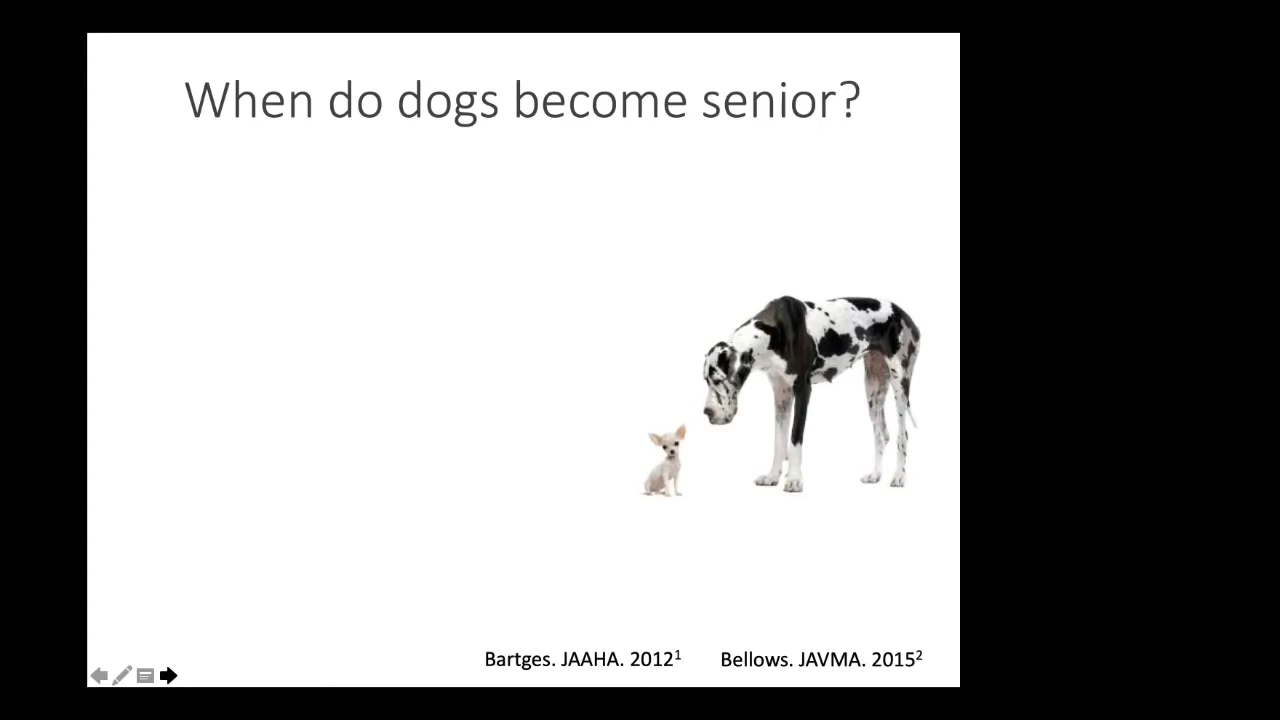 When do dogs become senior?
Bartges. JAAHA. 2012¹ Bellows. JAVMA. 2015²